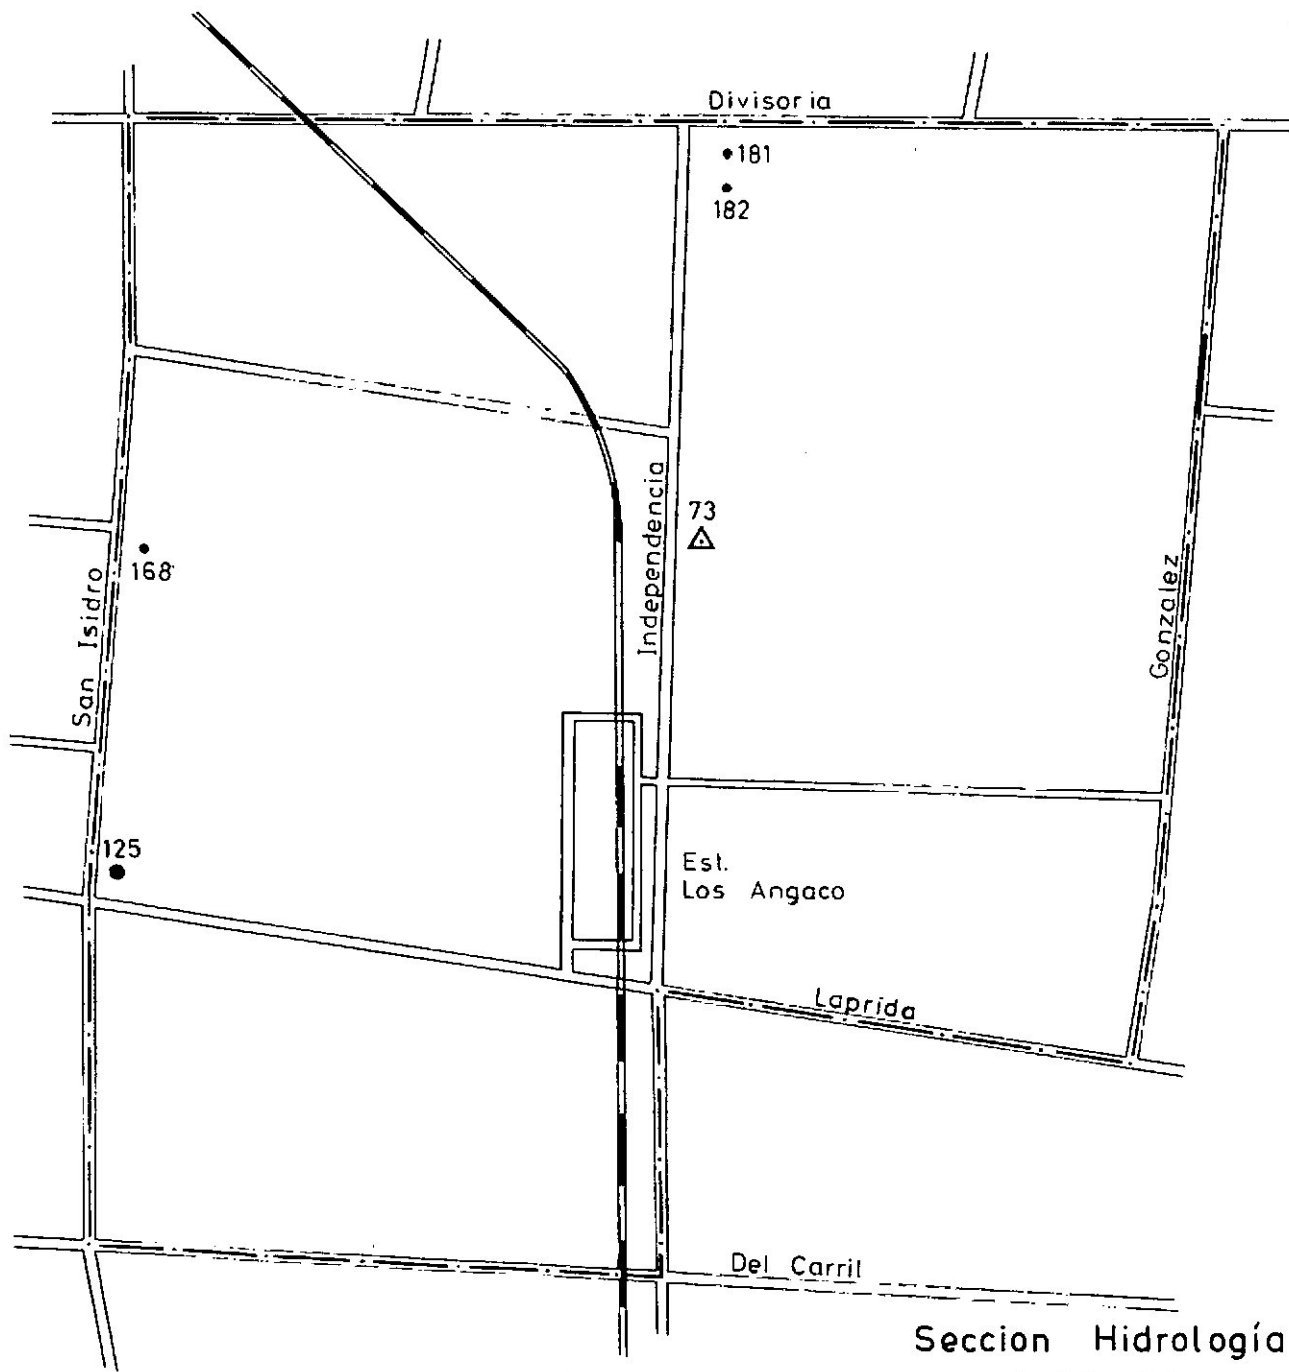 Divisoria
181
182
Independencia
73
168
San Isidro
Gonzalez
125
Est.
Los Angaco
Laprida
Del Carril
Seccion Hidrología